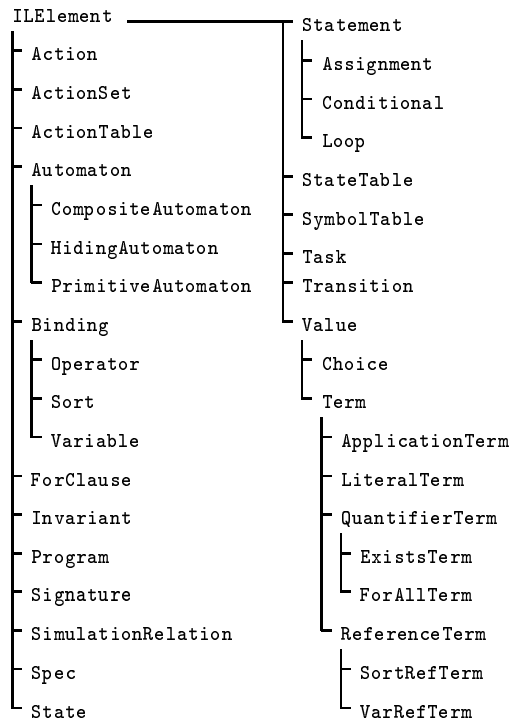 ILElement
Action
ActionSet
ActionTable
Automaton
CompositeAutomaton
HidingAutomaton
PrimitiveAutomaton
Binding
Operator
Sort
Variable
ForClause
Invariant
Program
Signature
SimulationRelation
Spec
State
Statement
Assignment
Conditional
Loop
StateTable
SymbolTable
Task
Transition
Value
Choice
Term
ApplicationTerm
LiteralTerm
QuantifierTerm
ExistsTerm
ForAllTerm
ReferenceTerm
SortRefTerm
VarRefTerm